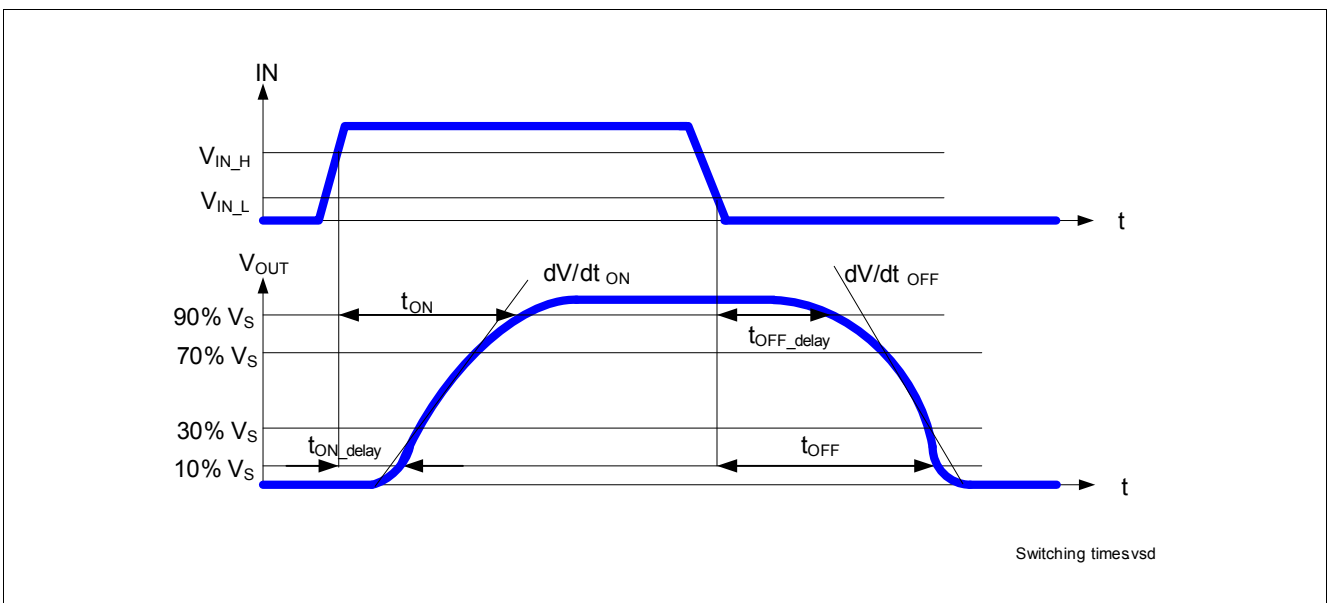 IN
V_IN_H
V_IN_L
t
V_OUT
dV/dt ON
dV/dt OFF
90% V_S
t_ON
70% V_S
t_OFF_delay
30% V_S
t_ON_delay
t_OFF
10% V_S
t
Switching times.vsd